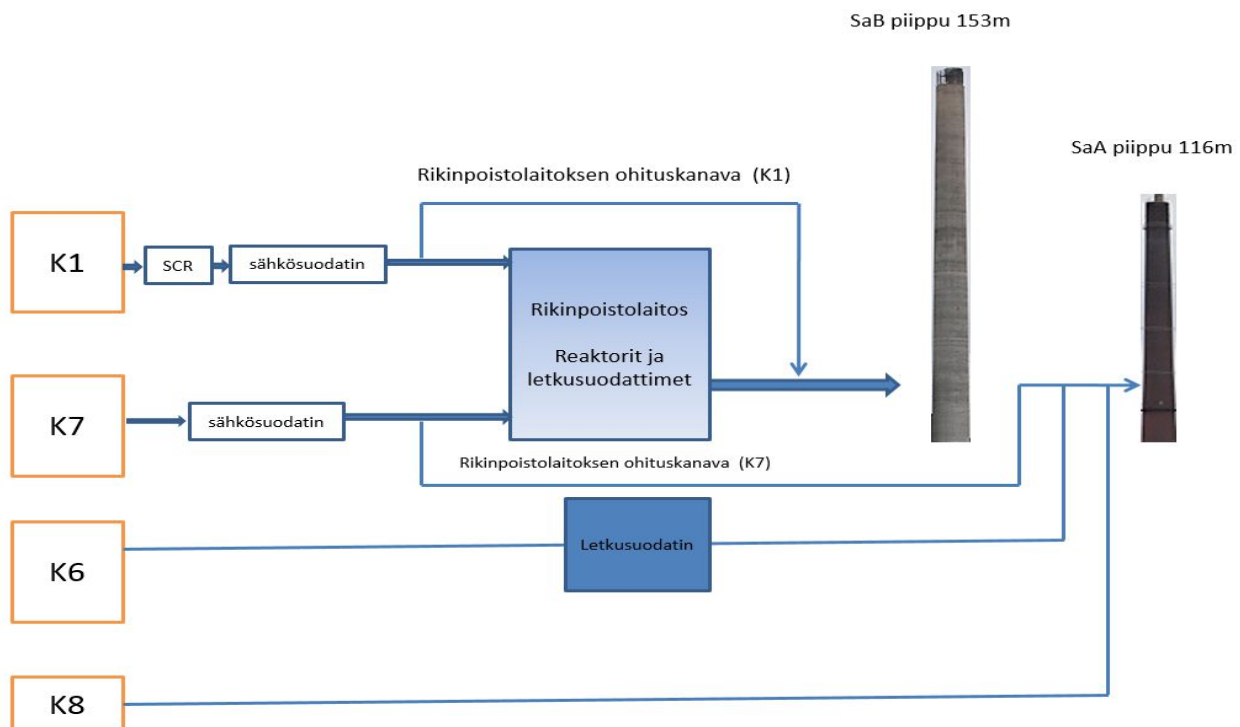 SaB piippu 153m
SaA piippu 116m
Rikinpoistolaitoksen ohituskanava (K1)
K1
SCR
sähkösuodatin
Rikinpoistolaitos
Reaktorit ja
letkusuodattimet
K7
sähkösuodatin
Rikinpoistolaitoksen ohituskanava (K7)
K6
Letkusuodatin
K8